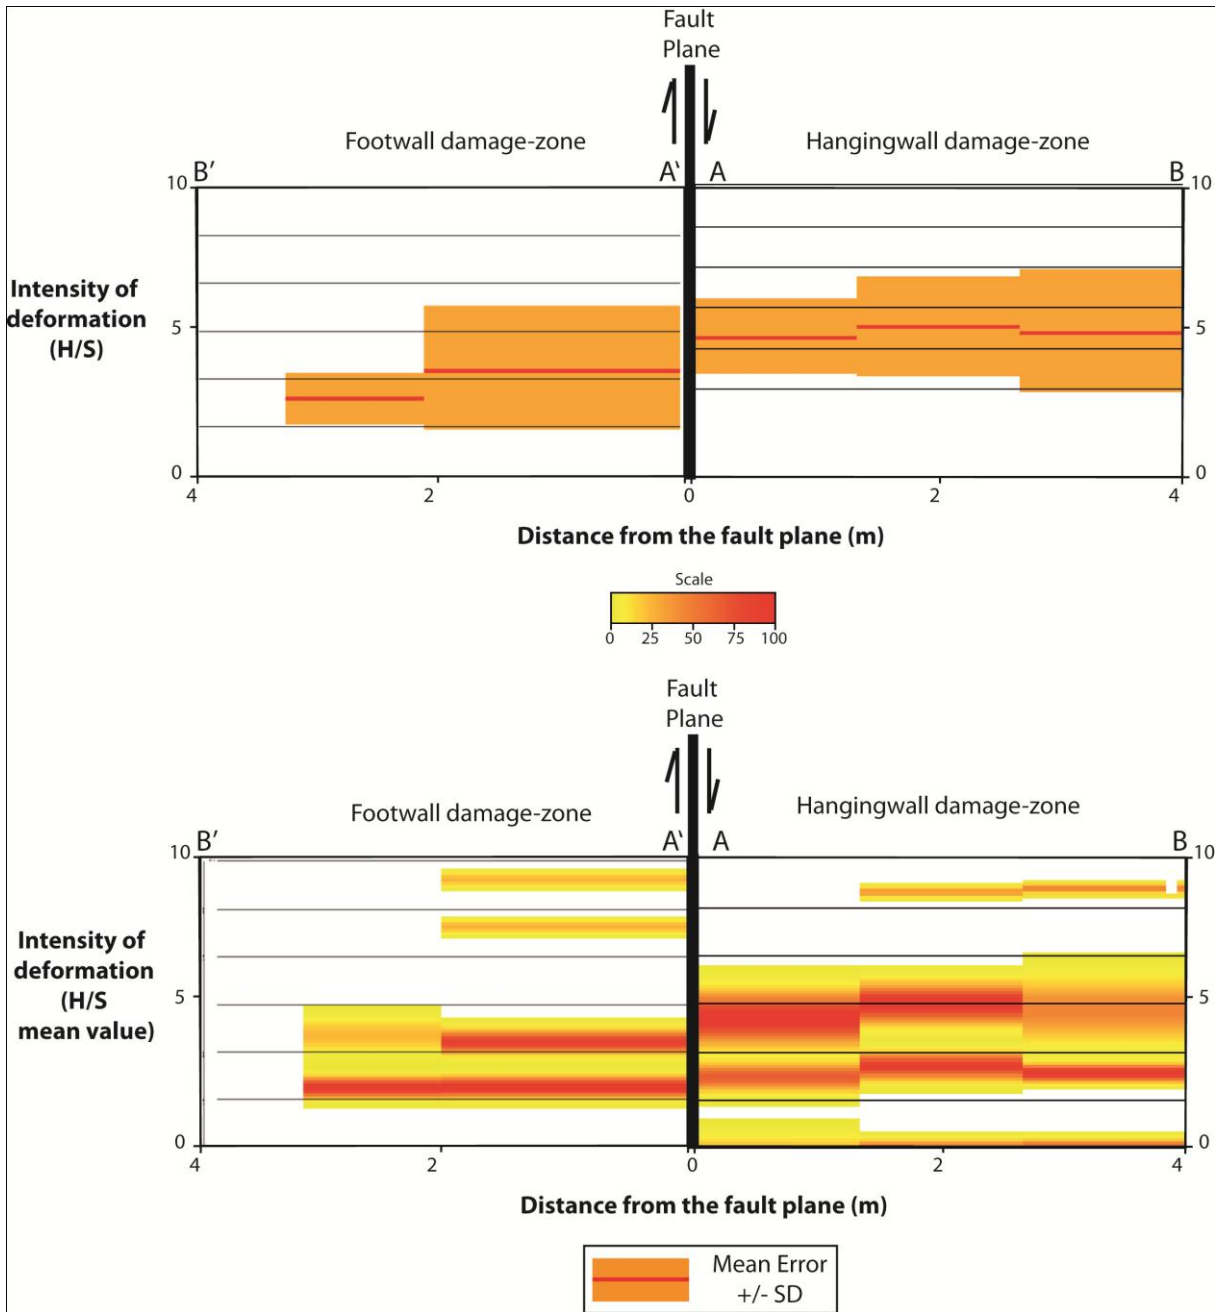 Fault
Plane
Footwall damage-zone
Hangingwall damage-zone
B’
A‘
A
B
10
10
Intensity of
deformation
(H/S)
5
5
0
0
4
2
0
2
4
Distance from the fault plane (m)
Scale
0
25
50
75
100
Fault
Plane
Footwall damage-zone
Hangingwall damage-zone
B’
A‘
A
B
10
10
Intensity of
deformation
(H/S
mean value)
5
5
0
0
4
2
0
2
4
Distance from the fault plane (m)
Mean Error
+/- SD